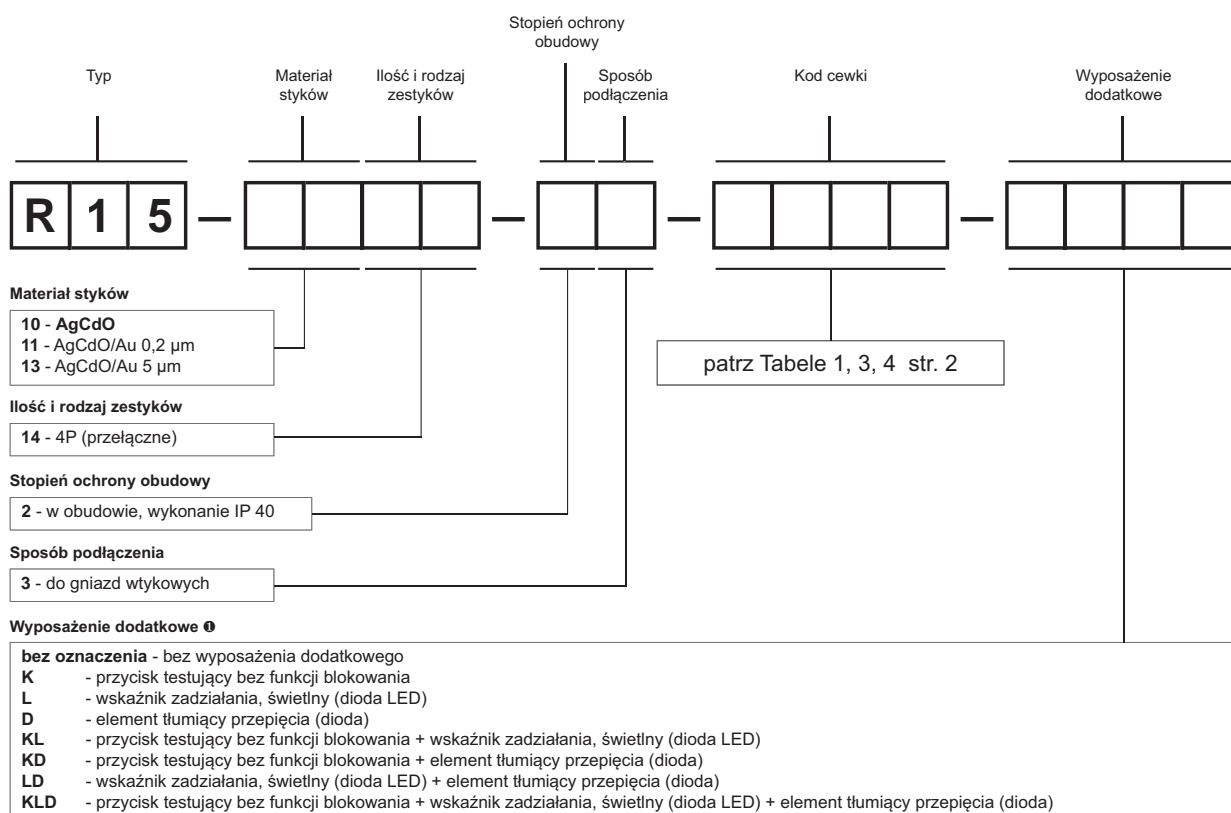 Stopień ochrony
obudowy
Typ
Materiał
styków
Ilość i rodzaj
zestyków
Sposób
podłączenia
Kod cewki
Wyposażenie
dodatkowe
R 1 5 – – – –
Materiał styków
10 - AgCdO
11 - AgCdO/Au 0,2 µm
13 - AgCdO/Au 5 µm
patrz Tabele 1, 3, 4 str. 2
Ilość i rodzaj zestyków
14 - 4P (przełączne)
Stopień ochrony obudowy
2 - w obudowie, wykonanie IP 40
Sposób podłączenia
3 - do gniazd wtykowych
Wyposażenie dodatkowe ❶
bez oznaczenia - bez wyposażenia dodatkowego
K - przycisk testujący bez funkcji blokowania
L - wskaźnik zadziałania, świetlny (dioda LED)
D - element tłumiący przepięcia (dioda)
KL - przycisk testujący bez funkcji blokowania + wskaźnik zadziałania, świetlny (dioda LED)
KD - przycisk testujący bez funkcji blokowania + element tłumiący przepięcia (dioda)
LD - wskaźnik zadziałania, świetlny (dioda LED) + element tłumiący przepięcia (dioda)
KLD - przycisk testujący bez funkcji blokowania + wskaźnik zadziałania, świetlny (dioda LED) + element tłumiący przepięcia (dioda)